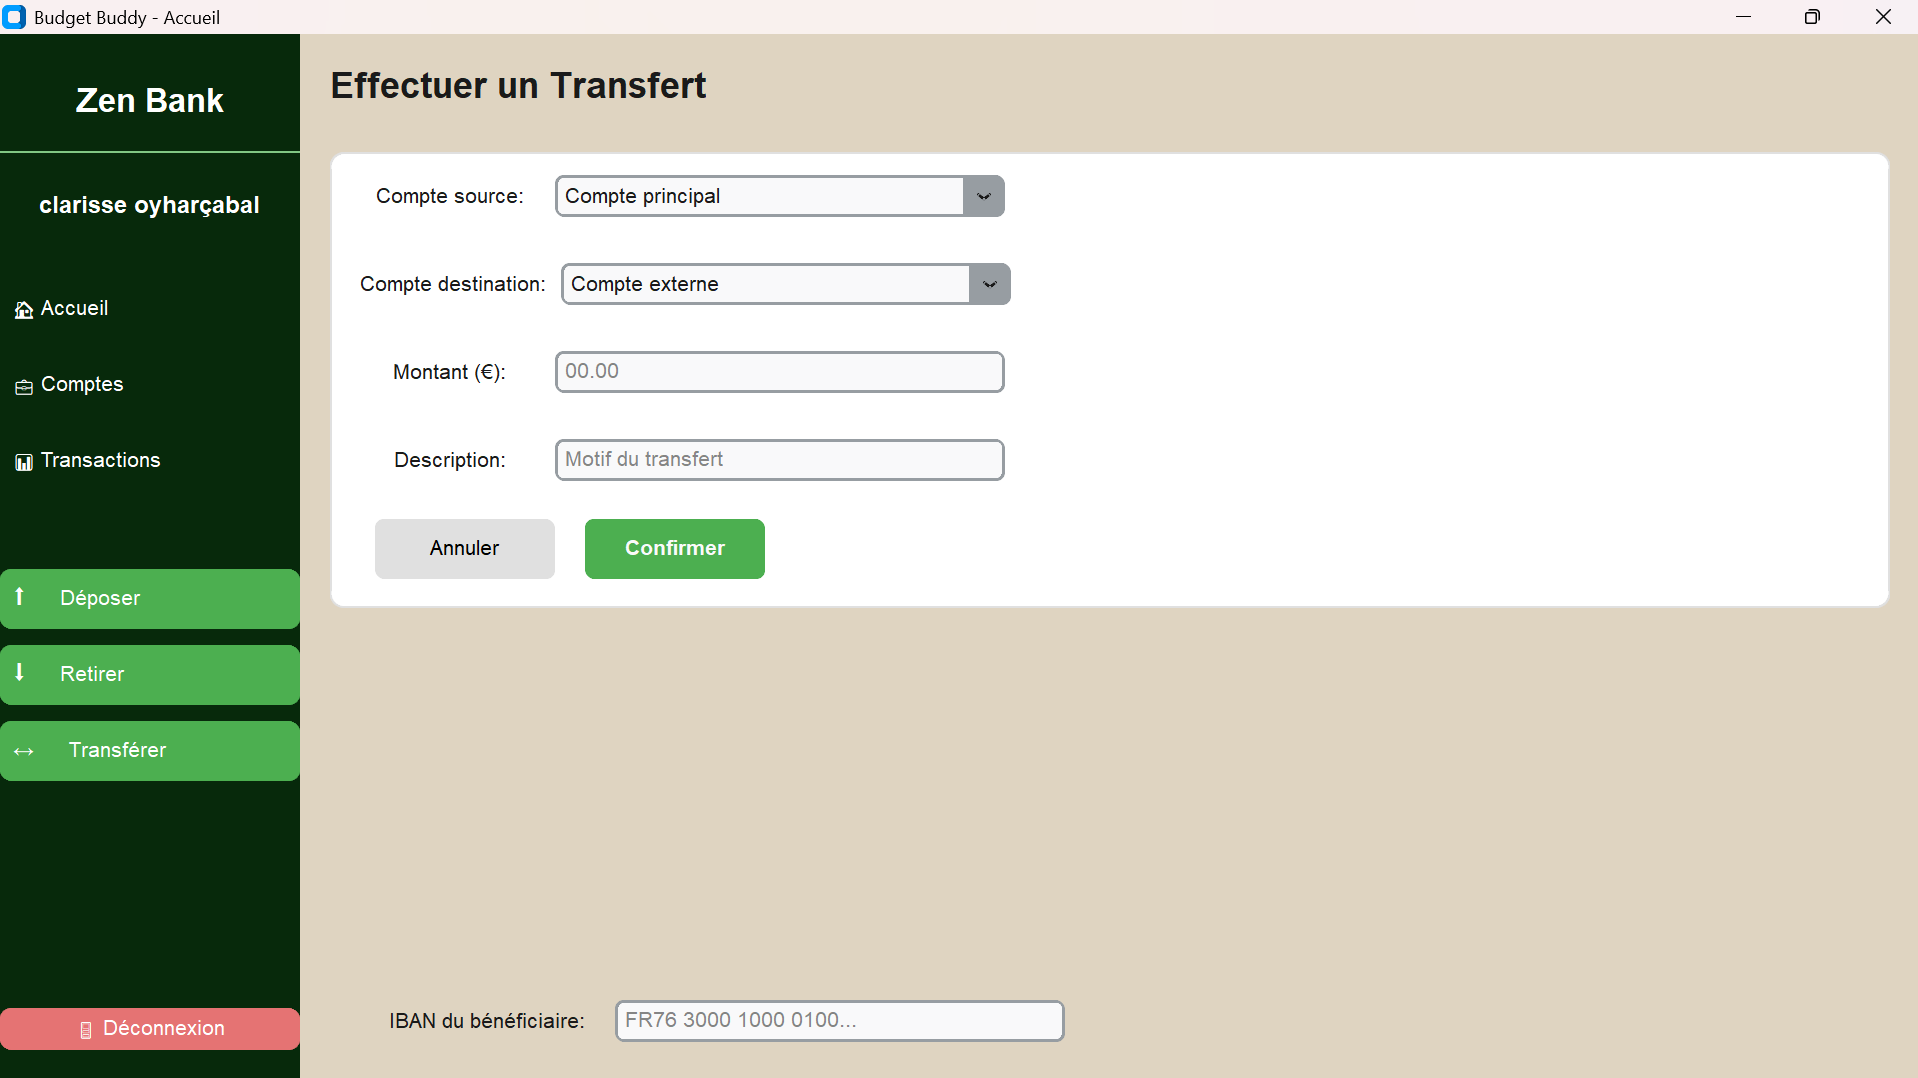 Budget Buddy - Accueil
Zen Bank
clarisse oyharçabal
Accueil
Comptes
Transactions
Déposer
Retirer
Transférer
Déconnexion
Effectuer un Transfert
Compte source: Compte principal
Compte destination: Compte externe
Montant (€): 00.00
Description: Motif du transfert
Annuler Confirmer
IBAN du bénéficiaire: FR76 3000 1000 0100...